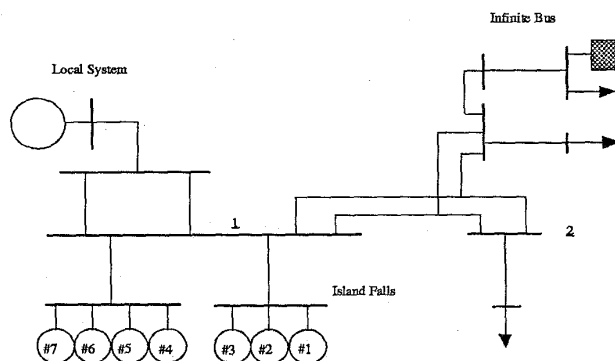 Infinite Bus
Local System
1
2
Island Falls
#7 #6 #5 #4 #3 #2 #1